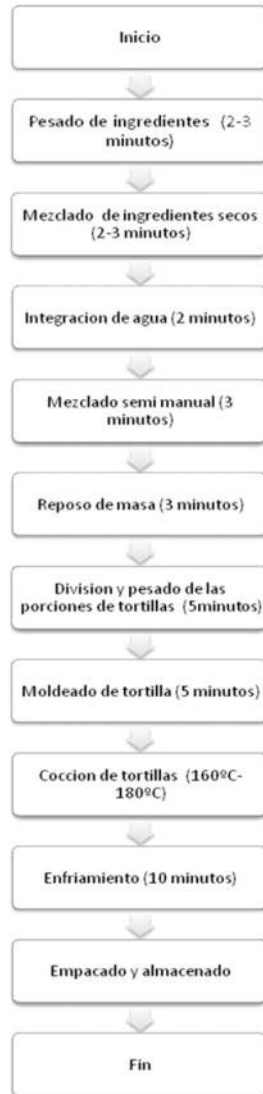 Inicio
Pesado de ingredientes (2-3
minutos)
Mezclado de ingredientes secos
(2-3 minutos)
Integracion de agua (2 minutos)
Mezclado semi manual (3
minutos)
Reposo de masa (3 minutos)
Division y pesado de las
porciones de tortillas (5minutos)
Moldeado de tortilla (5 minutos)
Coccion de tortillas (160ºC-
180ºC)
Enfriamiento (10 minutos)
Empacado y almacenado
Fin